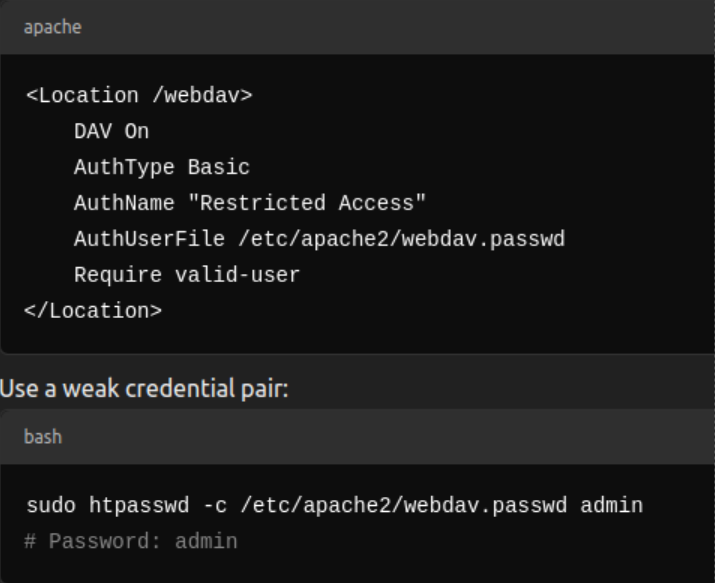 apache
<Location /webdav>
    DAV On
    AuthType Basic
    AuthName "Restricted Access"
    AuthUserFile /etc/apache2/webdav.passwd
    Require valid-user
</Location>
Use a weak credential pair:
bash
sudo htpasswd -c /etc/apache2/webdav.passwd admin
# Password: admin